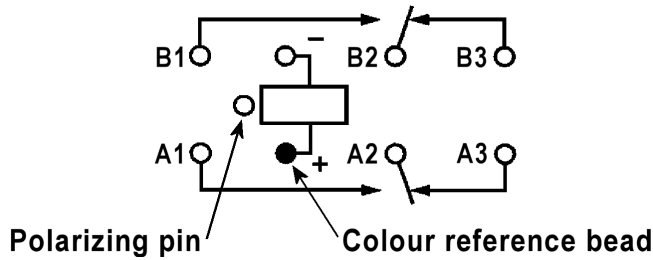 B1 − B2 B3
A1 + A2 A3
Polarizing pin Colour reference bead